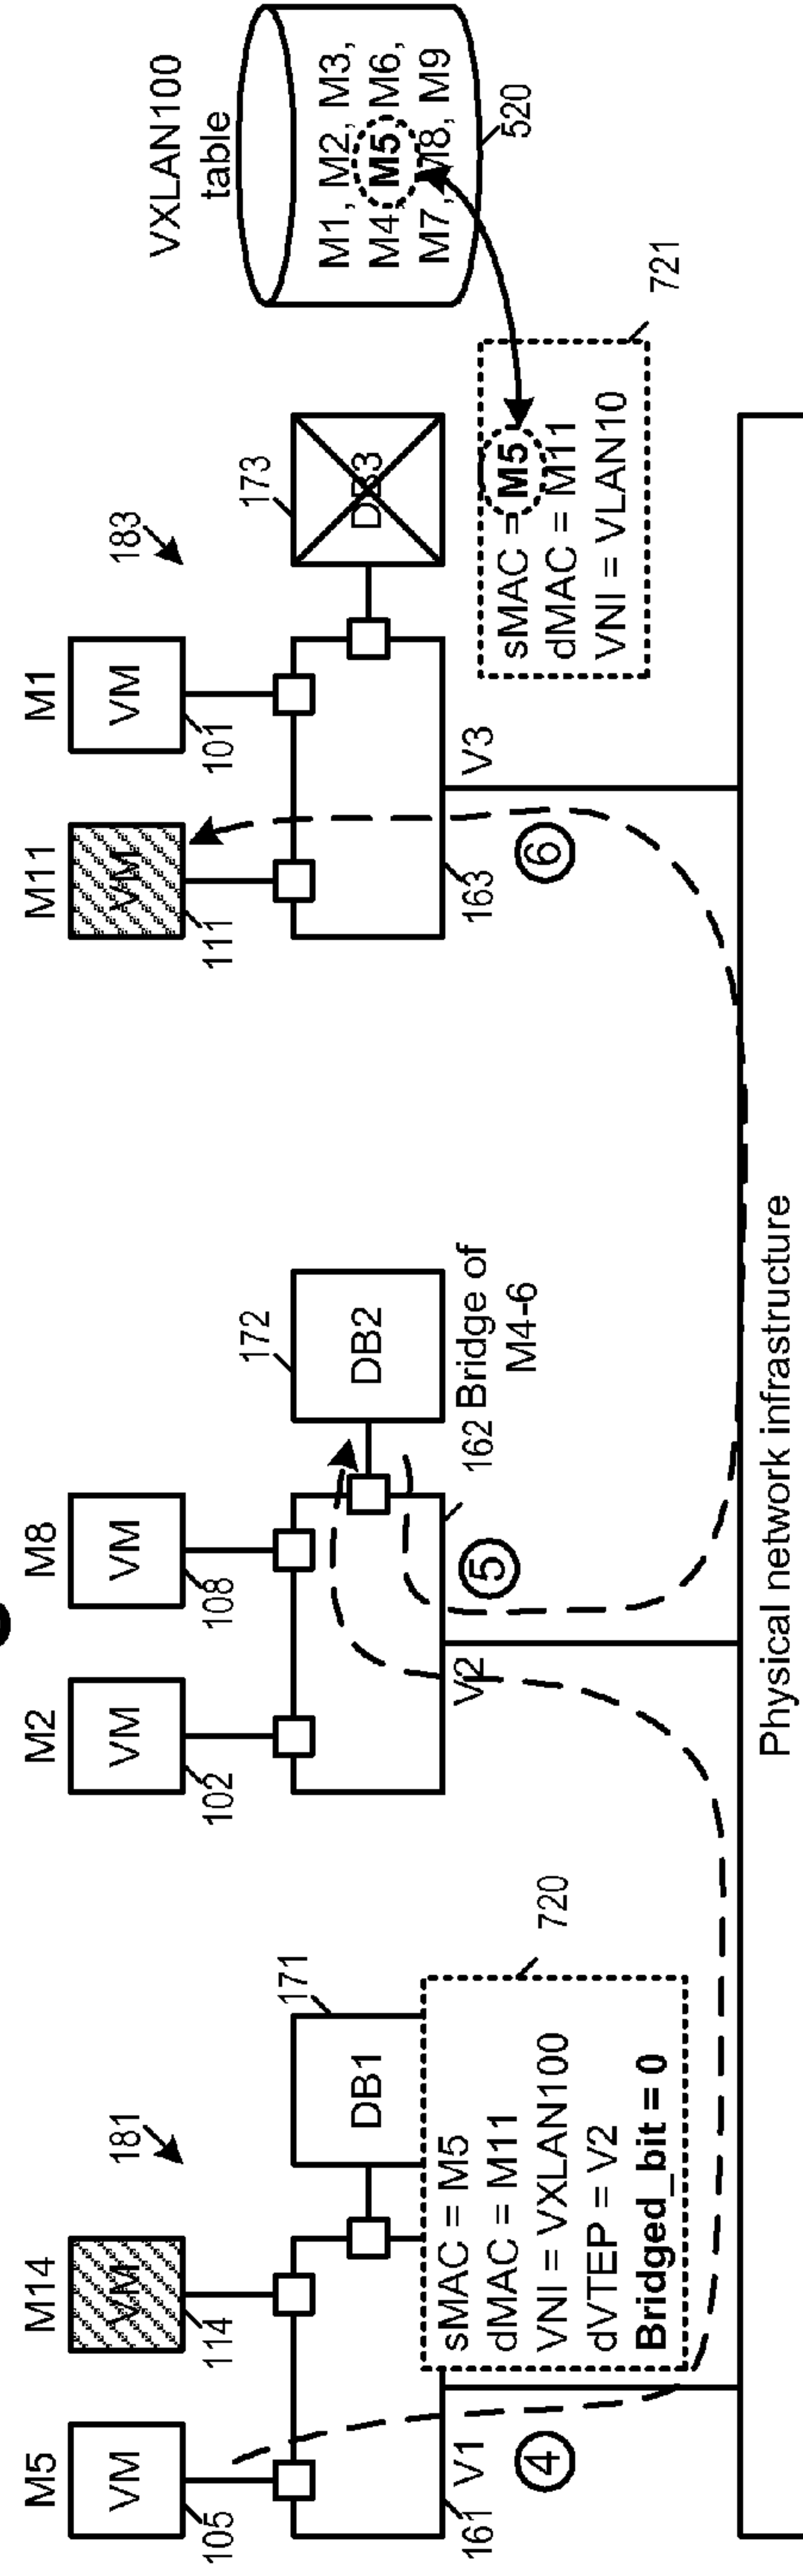 M5
M14
181
M2
M8
M11
M1
183
VXLAN100
table
VM
VM
VM
VM
VM
VM
105
114
171
102
108
172
111
101
173
M1, M2, M3,
M4, M5, M6,
M7, M8, M9
520
DB1
DB2
DB3
V1
161
4
sMAC = M5
dMAC = M11
VNI = VXLAN100
dVTEP = V2
Bridged_bit = 0
720
V2
5
162 Bridge of
M4-6
163
V3
6
sMAC = M5
dMAC = M11
VNI = VLAN10
721
Physical network infrastructure